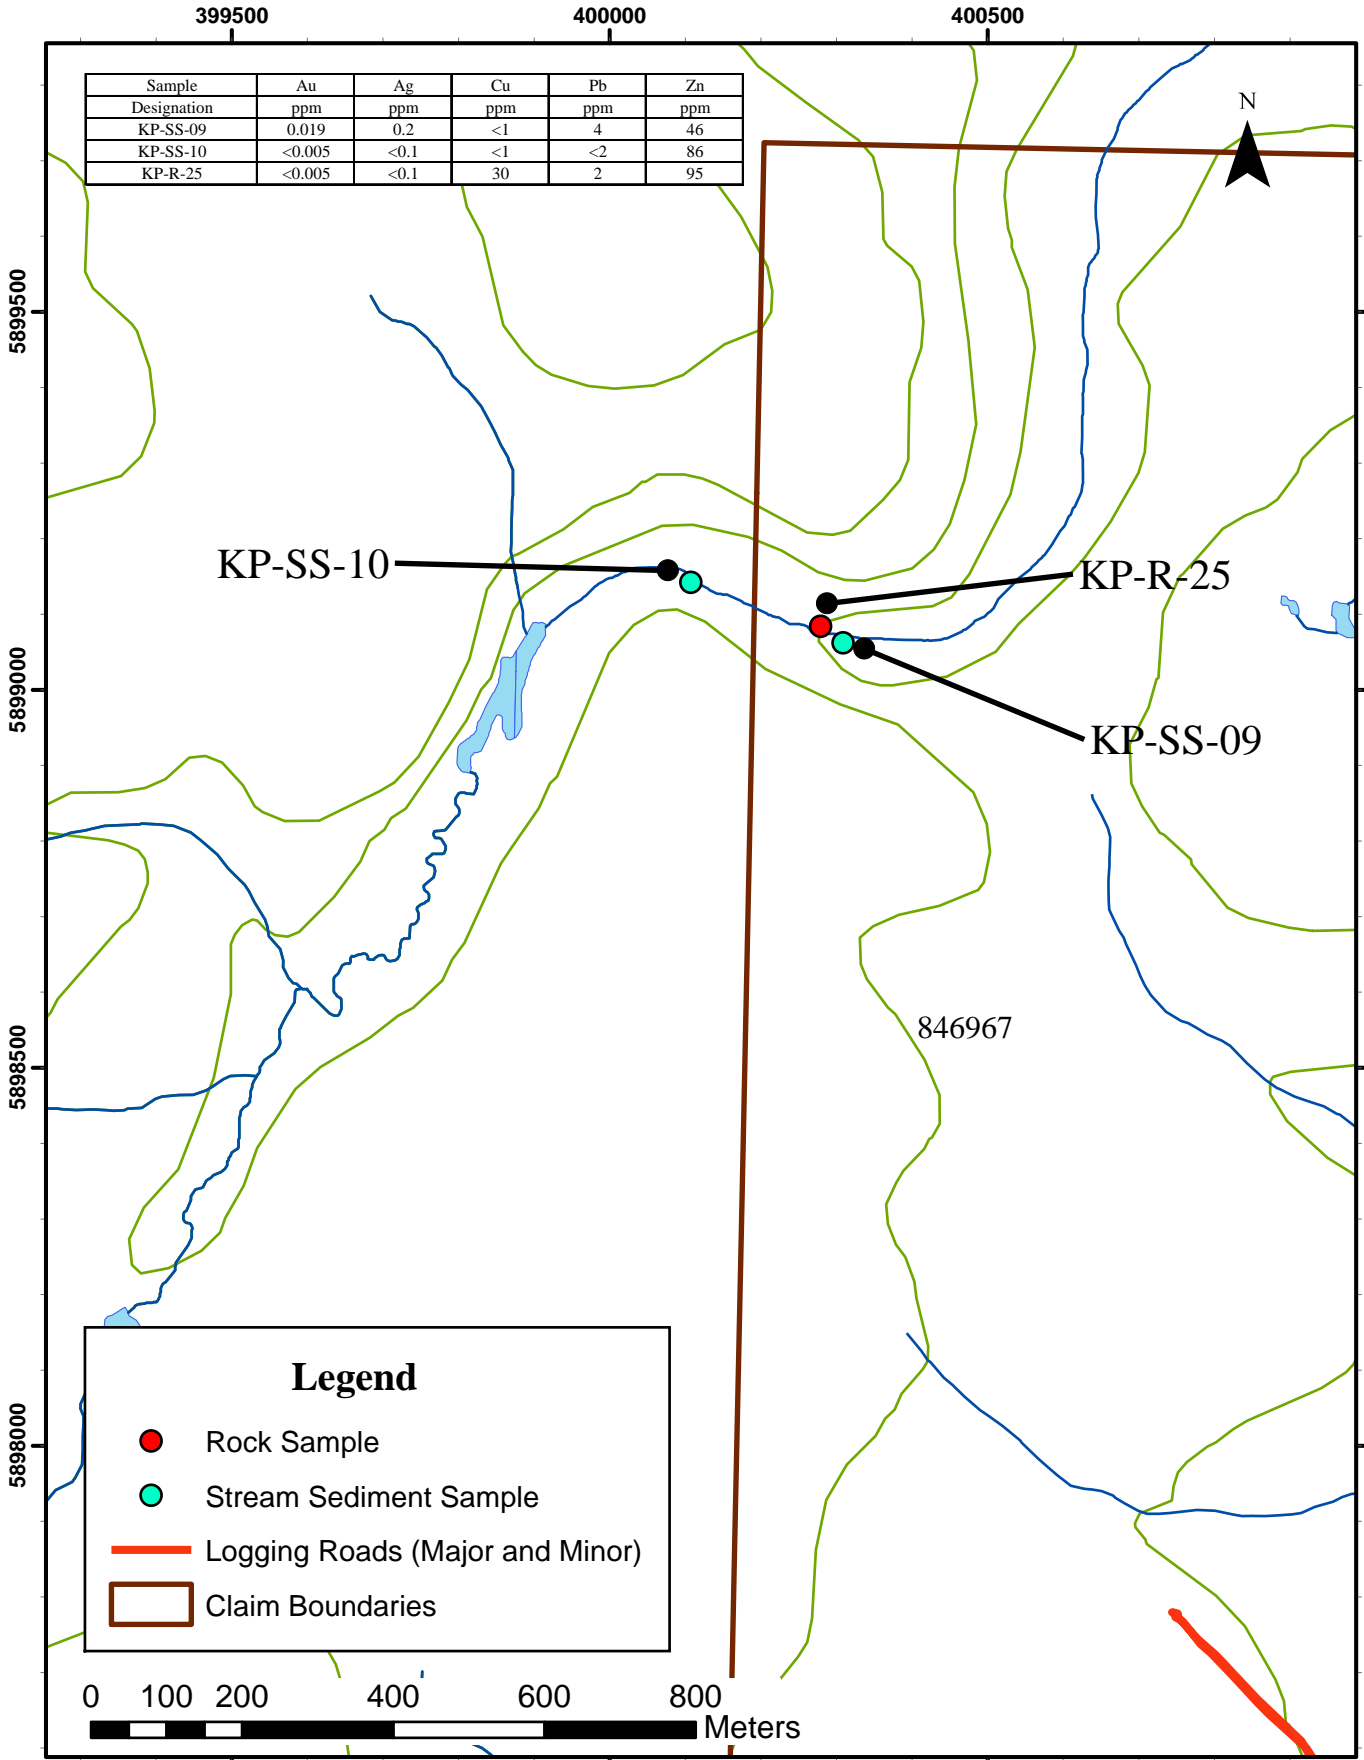 399500 400000 400500
Sample Au Ag Cu Pb Zn
Designation ppm ppm ppm ppm ppm
KP-SS-09 0.019 0.2 <1 4 46
KP-SS-10 <0.005 <0.1 <1 <2 86
KP-R-25 <0.005 <0.1 30 2 95
N
5899500
KP-SS-10
KP-R-25
5899000
KP-SS-09
846967
5898500
5898000
Legend
Rock Sample
Stream Sediment Sample
Logging Roads (Major and Minor)
Claim Boundaries
0 100 200 400 600 800
Meters